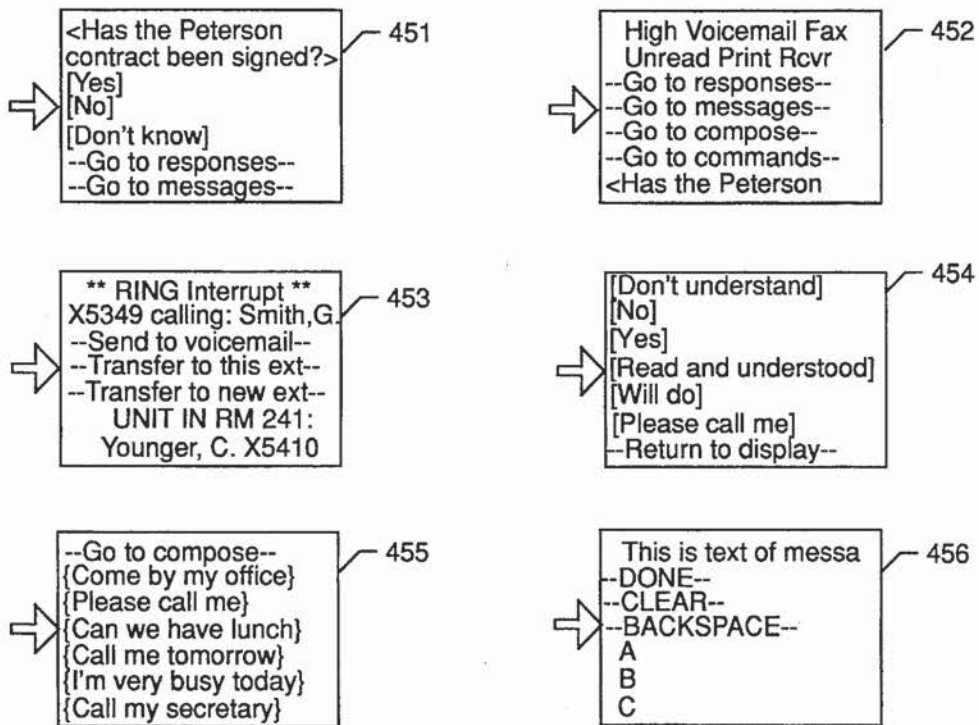 <Has the Peterson
contract been signed?>
[Yes]
[No]
[Don't know]
--Go to responses--
--Go to messages--
451
High Voicemail Fax
Unread Print Rcvr
--Go to responses--
--Go to messages--
--Go to compose--
--Go to commands--
<Has the Peterson
452
** RING Interrupt **
X5349 calling: Smith,G.
--Send to voicemail--
--Transfer to this ext--
--Transfer to new ext--
UNIT IN RM 241:
Younger, C. X5410
453
[Don't understand]
[No]
[Yes]
[Read and understood]
[Will do]
[Please call me]
--Return to display--
454
--Go to compose--
{Come by my office}
{Please call me}
{Can we have lunch}
{Call me tomorrow}
{I'm very busy today}
{Call my secretary}
455
This is text of messa
--DONE--
--CLEAR--
--BACKSPACE--
A
B
C
456